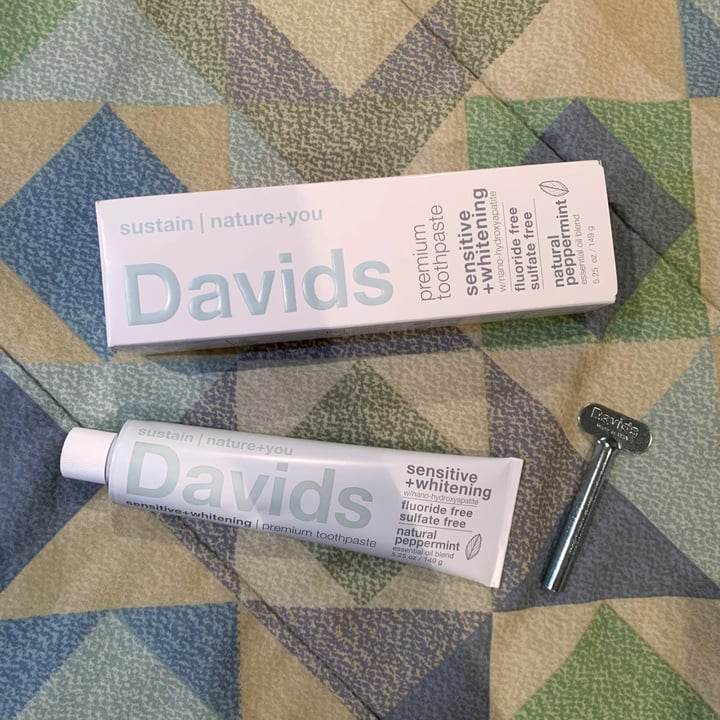 sustain | nature+you
Davids
premium
toothpaste
sensitive
+whitening
w/nano-hydroxyapatite
fluoride free
sulfate free
natural
peppermint
essential oil blend
5.25 oz / 149 g
sustain | nature+you
Davids
sensitive+whitening | premium toothpaste
sensitive
+whitening
w/nano-hydroxyapatite
fluoride free
sulfate free
natural
peppermint
essential oil blend
5.25 oz / 149 g
Davids